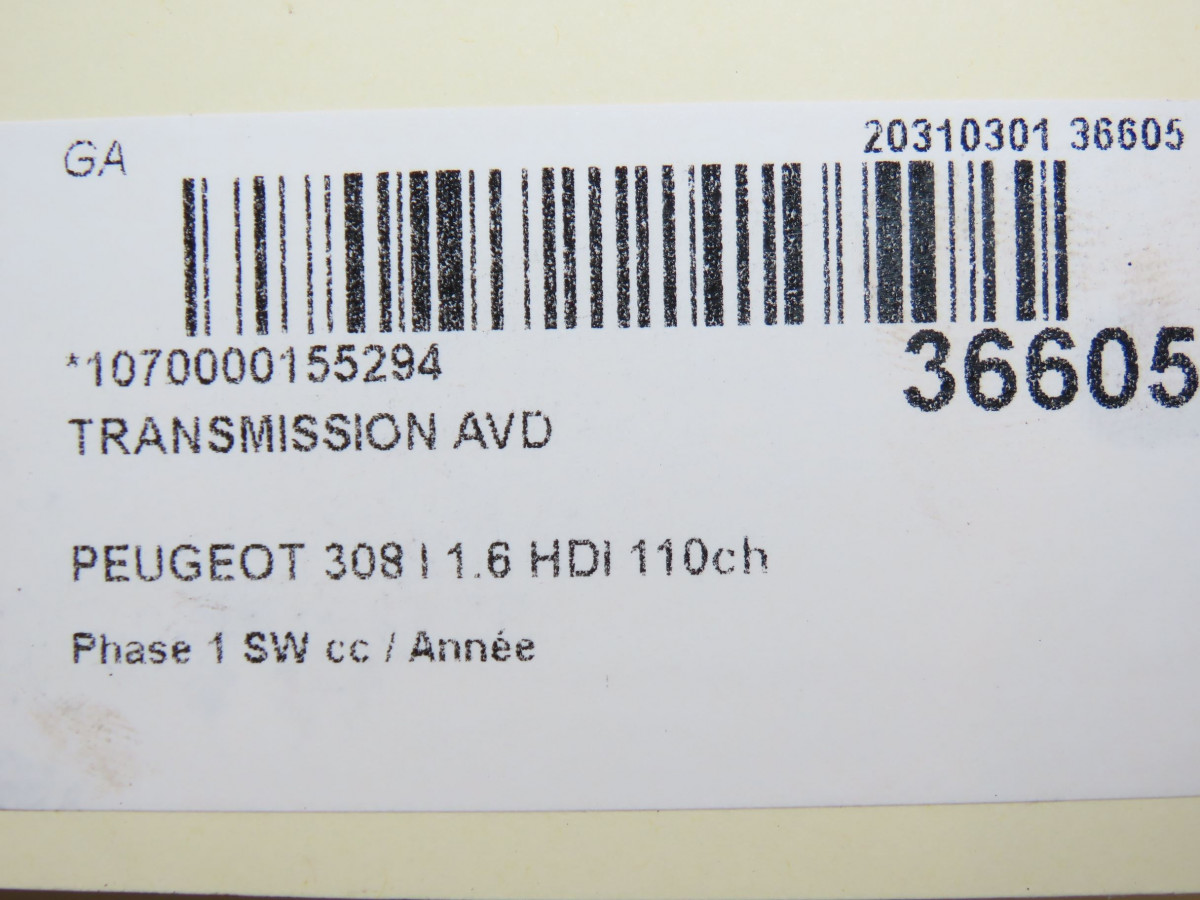 GA
20310301 36605
*1070000155294
36605
TRANSMISSION AVD
PEUGEOT 308 I 1.6 HDI 110ch
Phase 1 SW cc / Année